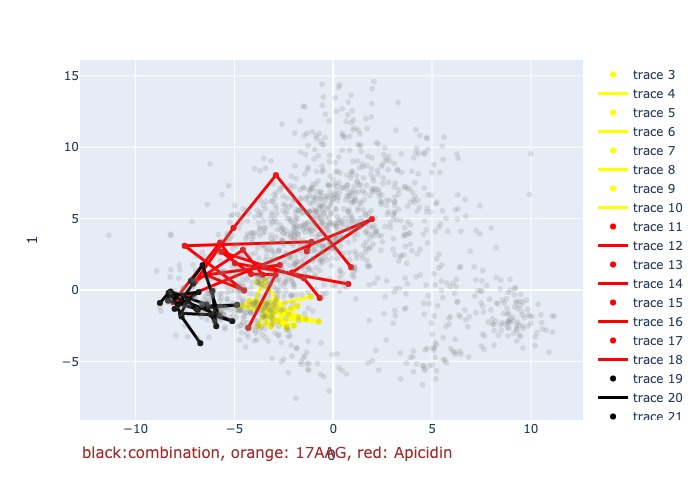 15
10
5
0
−5
−10
−5
0
5
10
1
0
black:combination, orange: 17AAG, red: Apicidin
trace 3
trace 4
trace 5
trace 6
trace 7
trace 8
trace 9
trace 10
trace 11
trace 12
trace 13
trace 14
trace 15
trace 16
trace 17
trace 18
trace 19
trace 20
trace 21